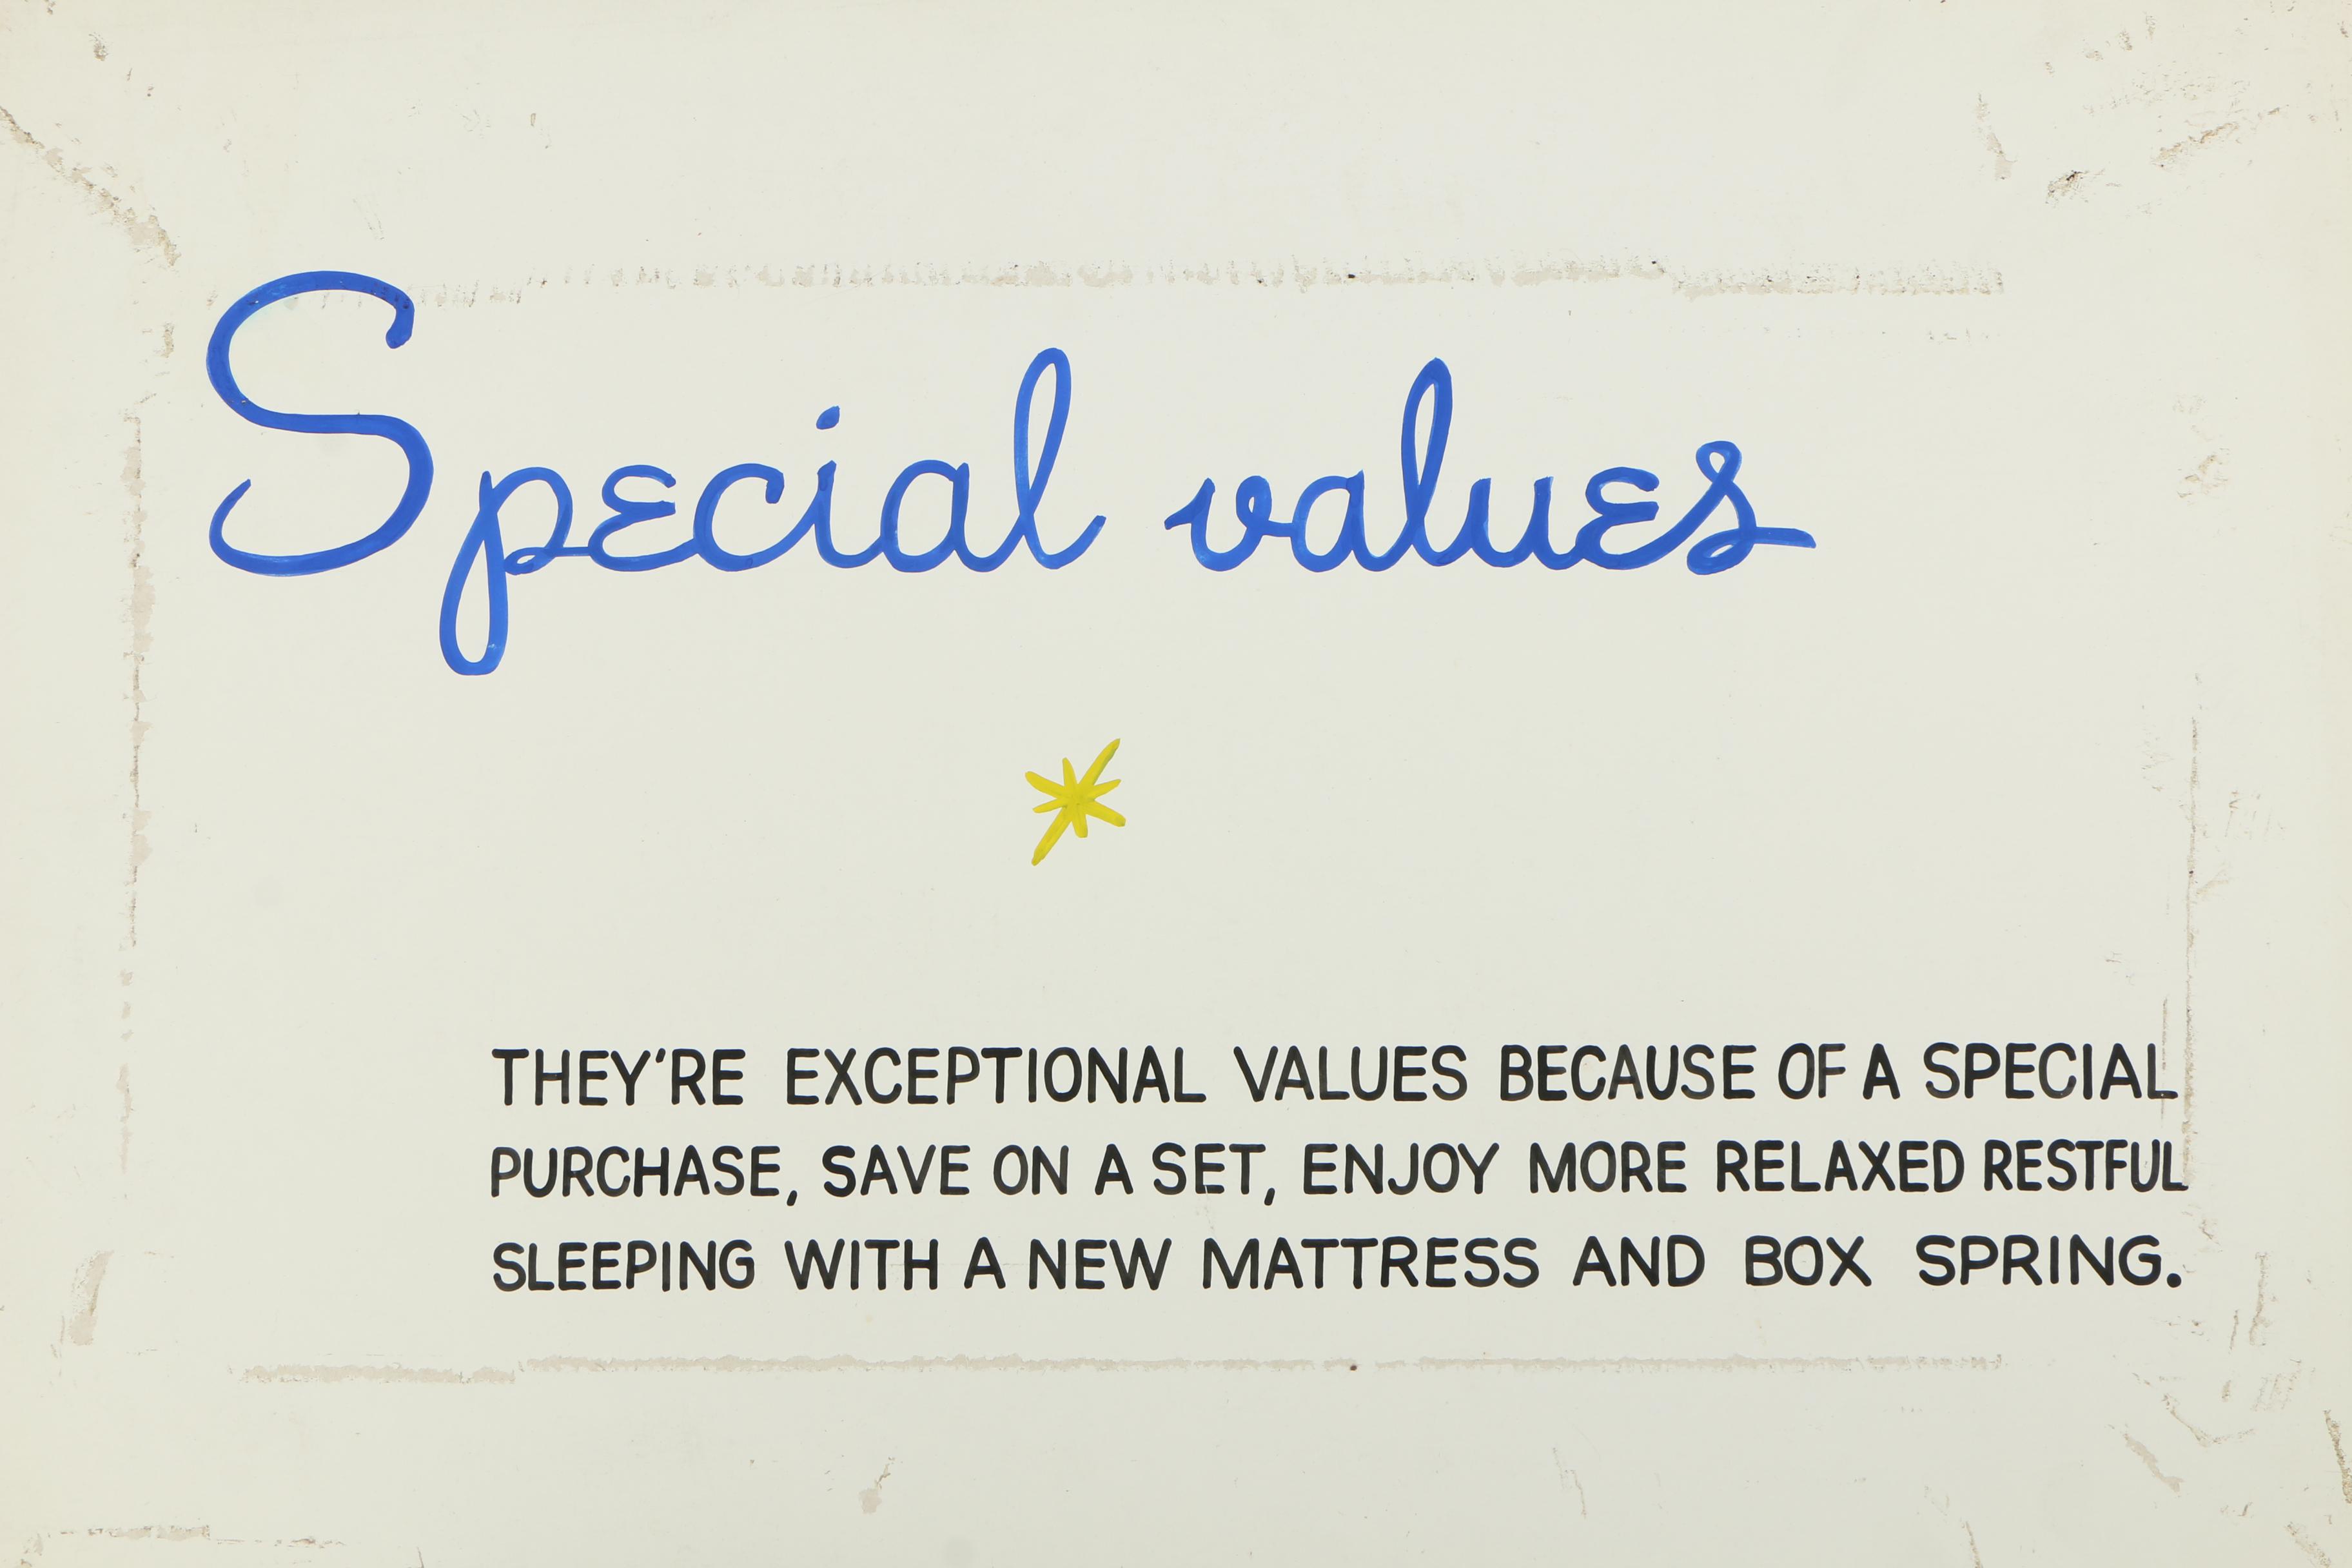 Special values
THEY'RE EXCEPTIONAL VALUES BECAUSE OF A SPECIAL
PURCHASE, SAVE ON A SET, ENJOY MORE RELAXED RESTFUL
SLEEPING WITH A NEW MATTRESS AND BOX SPRING.